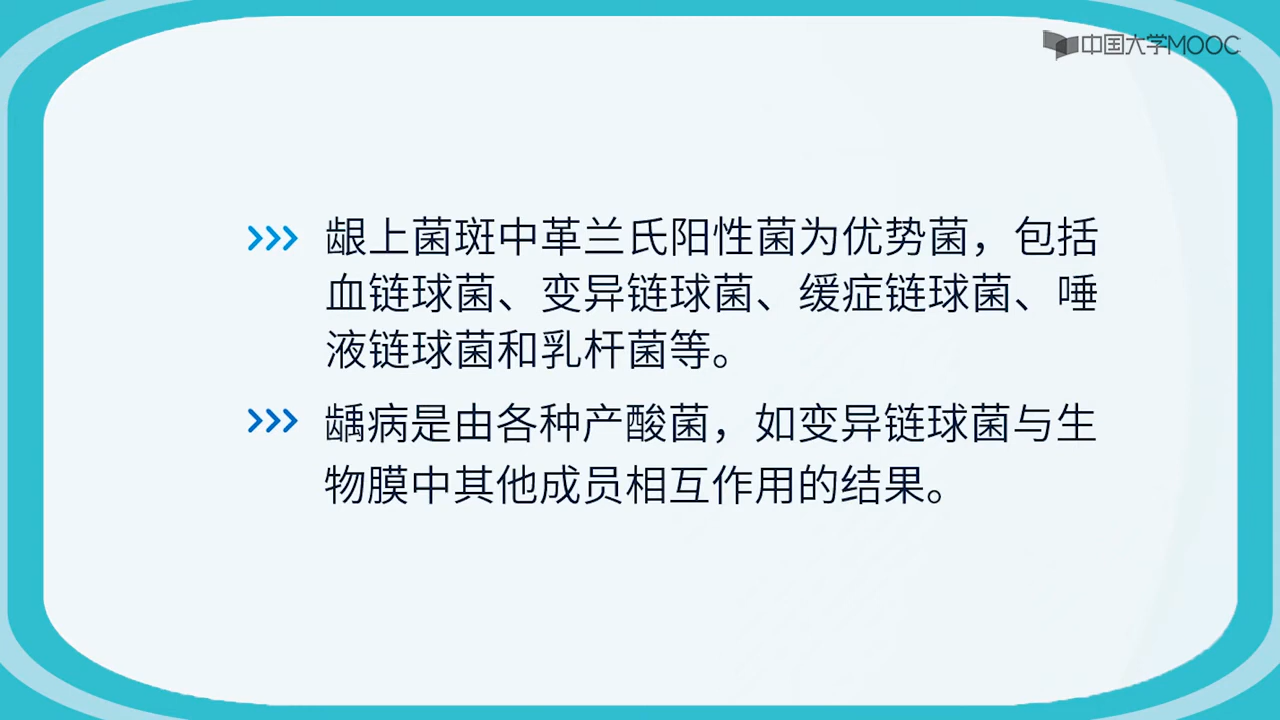 中国大学MOOC
龈上菌斑中革兰氏阳性菌为优势菌，包括
血链球菌、变异链球菌、缓症链球菌、唾
液链球菌和乳杆菌等。
龋病是由各种产酸菌，如变异链球菌与生
物膜中其他成员相互作用的结果。